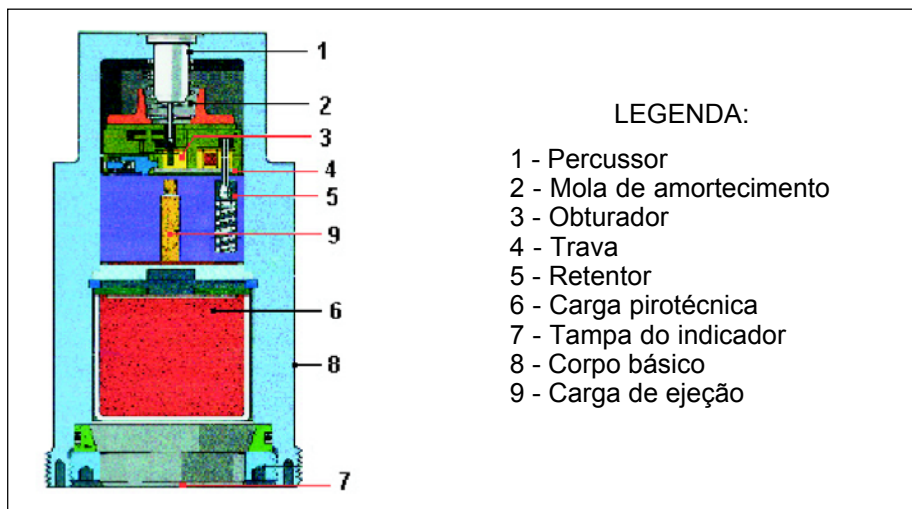 1
2
3
4
5
9
6
8
7
LEGENDA:
1 - Percussor
2 - Mola de amortecimento
3 - Obturador
4 - Trava
5 - Retentor
6 - Carga pirotécnica
7 - Tampa do indicador
8 - Corpo básico
9 - Carga de ejeção